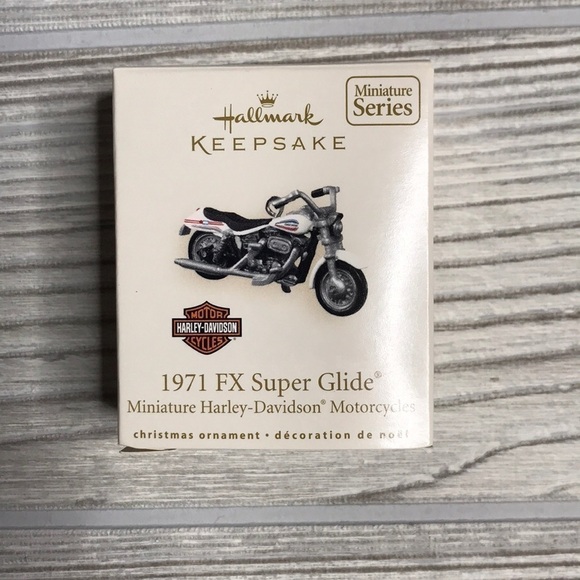 Hallmark
KEEPSAKE
Miniature
Series
MOTOR
HARLEY-DAVIDSON
CYCLES
1971 FX Super Glide®
Miniature Harley-Davidson® Motorcycles
christmas ornament • décoration de noël